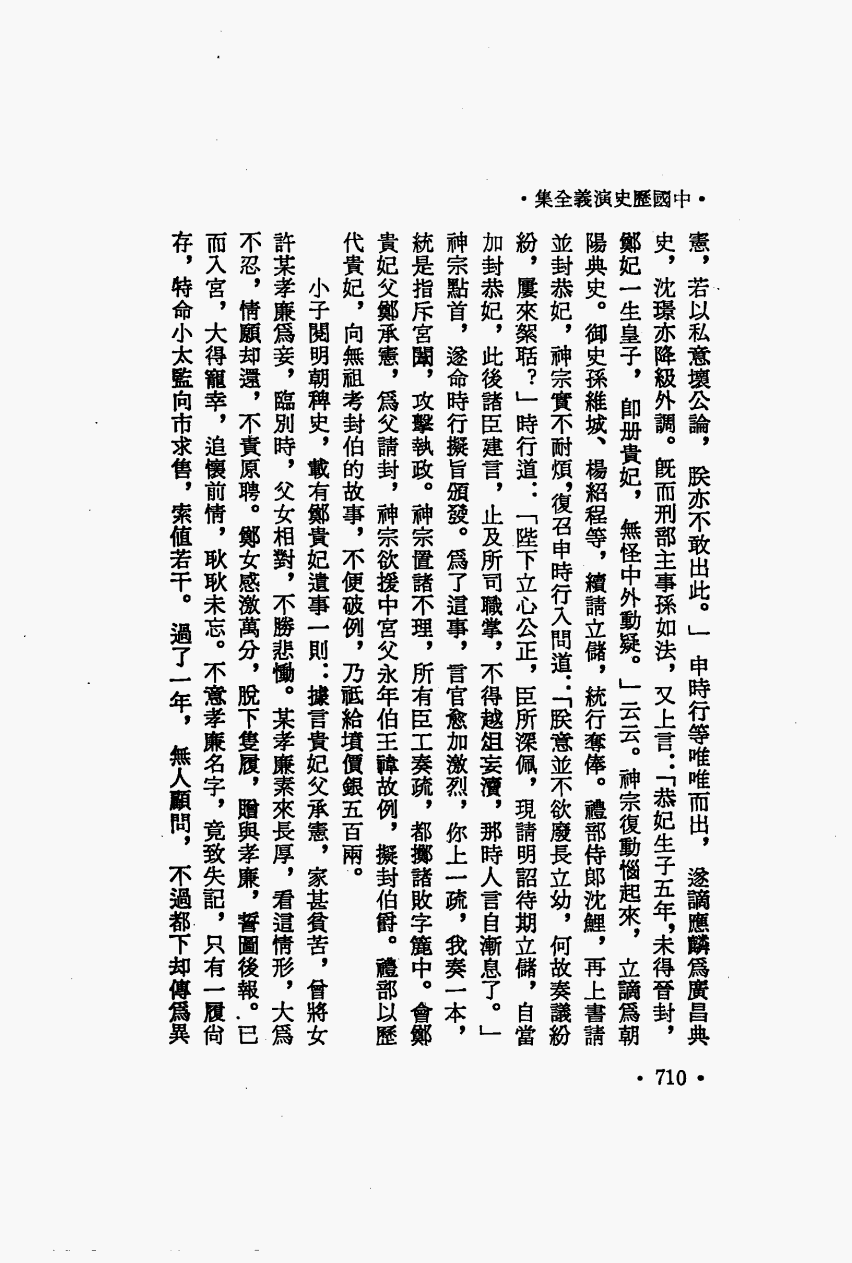 ·中國歷史演義全集·
憲，若以私意壞公論，朕亦不敢出此。」申時行等唯唯而出，遂謫應麟爲廣昌典
史，沈璟亦降級外調。旣而刑部主事孫如法，又上言：「恭妃生子五年，未得晉封，
鄭妃一生皇子，卽册貴妃，無怪中外動疑。」云云。神宗復動惱起來，立謫爲朝
陽典史。御史孫維城、楊紹程等，續請立儲，統行奪俸。禮部侍郎沈鯉，再上書請
並封恭妃，神宗實不耐煩，復召申時行入問道：「朕意並不欲廢長立幼，何故奏議紛
紛，屢來絮聒？」時行道：「陛下立心公正，臣所深佩，現請明詔待期立儲，自當
加封恭妃，此後諸臣建言，止及所司職掌，不得越俎妄瀆，那時人言自漸息了。」
神宗點首，遂命時行擬旨頒發。爲了這事，言官愈加激烈，你上一疏，我奏一本，
統是指斥宮闈，攻擊執政。神宗置諸不理，所有臣工奏疏，都擲諸敗字簏中。會鄭
貴妃父鄭承憲，爲父請封，神宗欲援中宮父永年伯王禕故例，擬封伯爵。禮部以歷
代貴妃，向無祖考封伯的故事，不便破例，乃祗給墳價銀五百兩。
小子閱明朝稗史，載有鄭貴妃遺事一則：據言貴妃父承憲，家甚貧苦，曾將女
許某孝廉爲妾，臨別時，父女相對，不勝悲慟。某孝廉素來長厚，看這情形，大爲
不忍，情願却還，不責原聘。鄭女感激萬分，脫下隻履，贈與孝廉，誓圖後報。已
而入宮，大得寵幸，追懷前情，耿耿未忘。不意孝廉名字，竟致失記，只有一履尙
存，特命小太監向市求售，索値若干。過了一年，無人顧問，不過都下却傳爲異
·710·